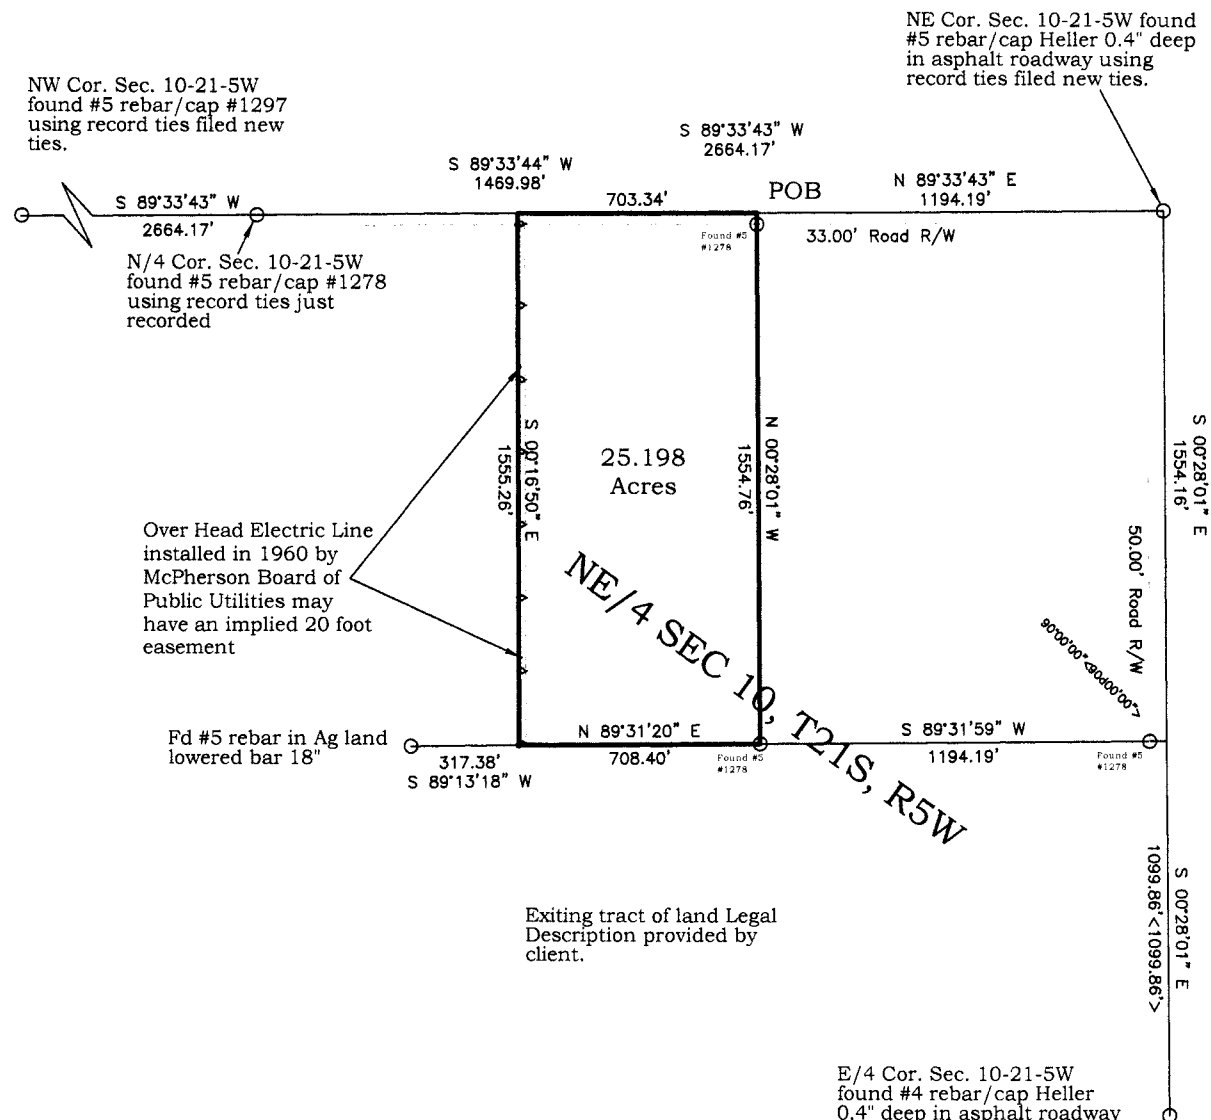 NE Cor. Sec. 10-21-5W found
#5 rebar/cap Heller 0.4" deep
in asphalt roadway using
record ties filed new ties.
NW Cor. Sec. 10-21-5W
found #5 rebar/cap #1297
using record ties filed new
ties.
S 89°33'43" W
2664.17'
S 89°33'44" W
1469.98'
S 89°33'43" W
2664.17'
703.34'
POB
N 89°33'43" E
1194.19'
Found #5
#1278
33.00' Road R/W
N/4 Cor. Sec. 10-21-5W
found #5 rebar/cap #1278
using record ties just
recorded
S 00°16'50" E
1555.26'
25.198
Acres
N 00°28'01" W
1554.76'
S 00°28'01" E
1554.16'
50.00' Road R/W
Over Head Electric Line
installed in 1960 by
McPherson Board of
Public Utilities may
have an implied 20 foot
easement
NE/4 SEC 10, T21S, R5W
Fd #5 rebar in Ag land
lowered bar 18"
317.38'
S 89°13'18" W
N 89°31'20" E
708.40'
Found #5
#1278
S 89°31'59" W
1194.19'
Found #5
#1278
S 00°28'01" E
1099.86'<1099.86'>
Exiting tract of land Legal
Description provided by
client.
E/4 Cor. Sec. 10-21-5W
found #4 rebar/cap Heller
0.4" deep in asphalt roadway